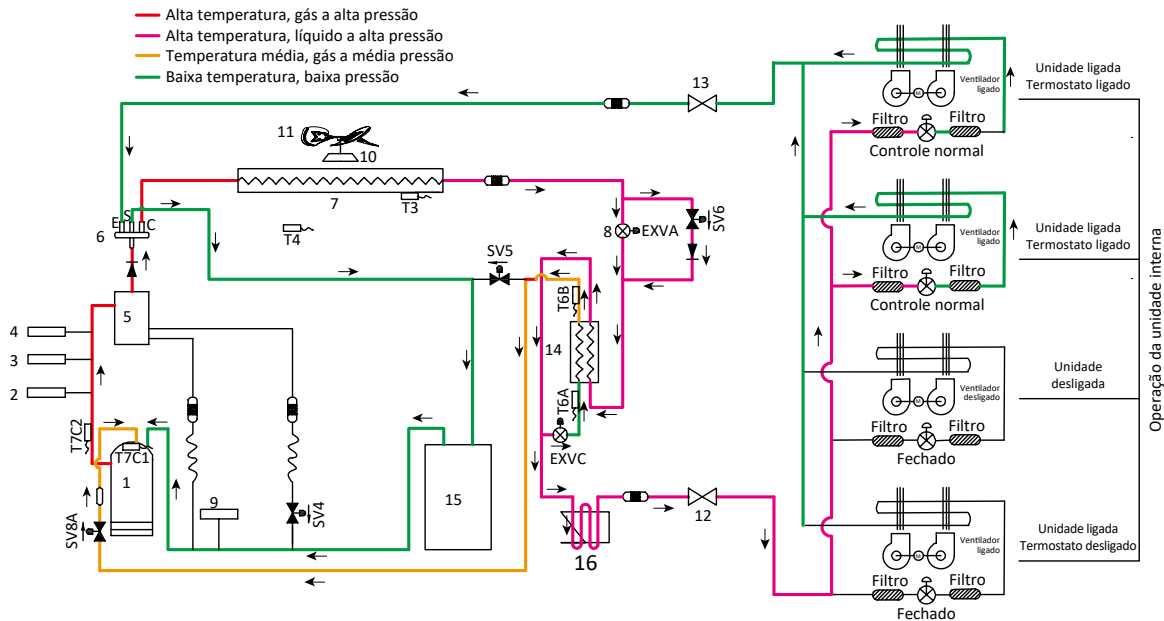 Alta temperatura, gás a alta pressão
Alta temperatura, líquido a alta pressão
Temperatura média, gás a média pressão
Baixa temperatura, baixa pressão
13
11
10
7
T3
T4
E S C
6
SV5
8 EXVA
SV6
T6B
14
T6A
EXVC
5
4
3
2
T7C2
T7C1
1
SV8A
9
SV4
15
16
12
Ventilador ligado
M
Filtro
Filtro
Controle normal
Unidade ligada
Termostato ligado
Ventilador ligado
M
Filtro
Filtro
Controle normal
Unidade ligada
Termostato ligado
Ventilador desligado
M
Filtro
Filtro
Fechado
Unidade
desligada
Ventilador ligado
M
Filtro
Filtro
Fechado
Unidade ligada
Termostato desligado
Operação da unidade interna